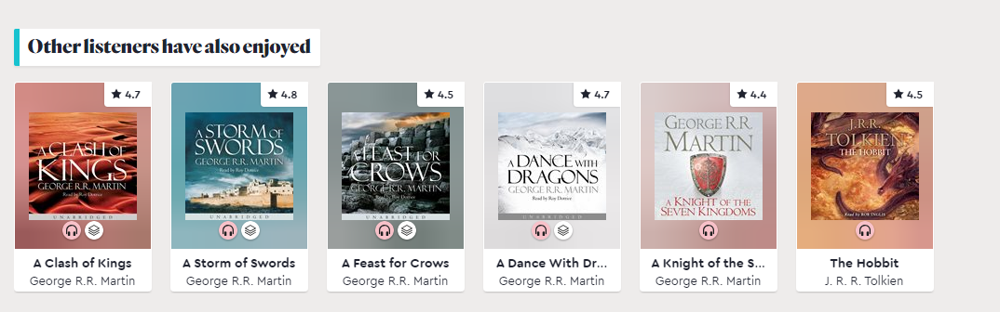 Other listeners have also enjoyed
4.7
A CLASH OF
KINGS
GEORGE R.R. MARTIN
Read by Roy Dotrice
UNABRIDGED
A Clash of Kings
George R.R. Martin
4.8
A STORM OF
SWORDS
GEORGE R.R. MARTIN
Read by Roy Dotrice
UNABRIDGED
A Storm of Swords
George R.R. Martin
4.5
A FEAST FOR
CROWS
GEORGE R.R. MARTIN
Read by Roy Dotrice
UNABRIDGED
A Feast for Crows
George R.R. Martin
4.7
A DANCE WITH
DRAGONS
GEORGE R.R. MARTIN
Read by Roy Dotrice
UNABRIDGED
A Dance With Dr...
George R.R. Martin
4.4
GEORGE R.R.
MARTIN
A KNIGHT OF THE
SEVEN KINGDOMS
A Knight of the S...
George R.R. Martin
4.5
J.R.R.
TOLKIEN
THE HOBBIT
Read by ROB INGLIS
The Hobbit
J. R. R. Tolkien